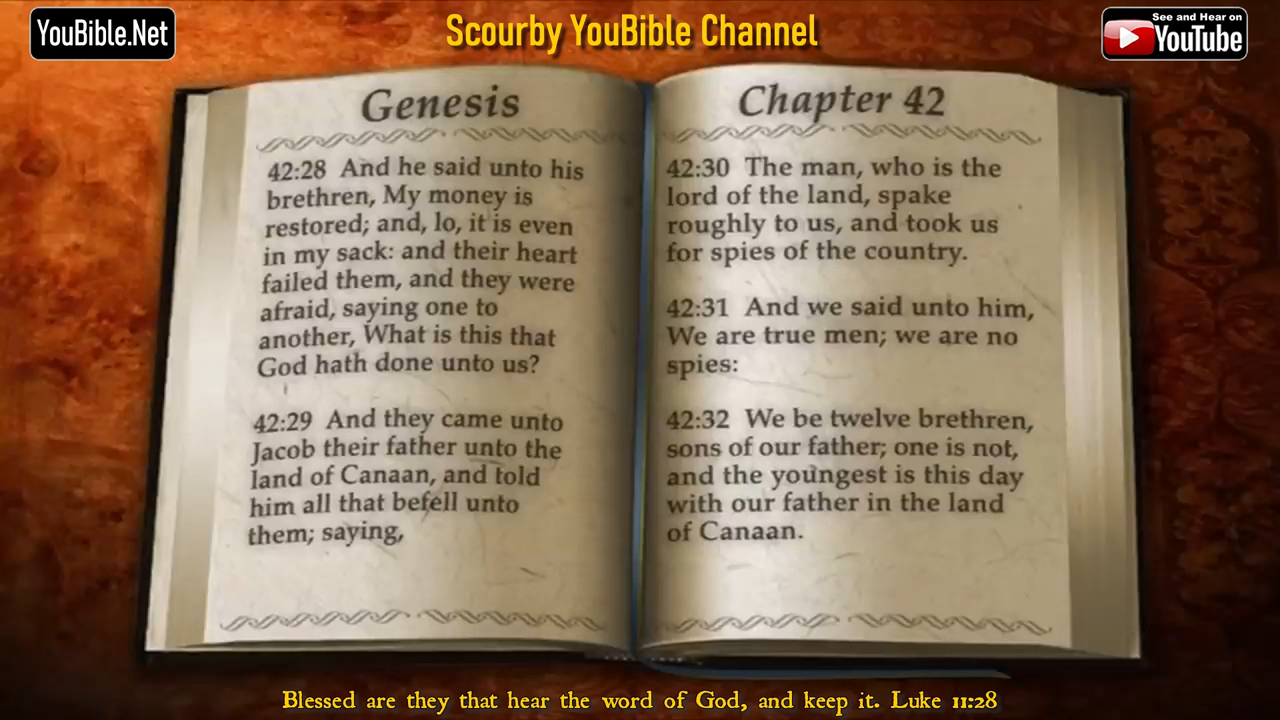 YouBible.Net
Scourby YouBible Channel
See and Hear on
YouTube
Genesis
42:28 And he said unto his
brethren, My money is
restored; and, lo, it is even
in my sack: and their heart
failed them, and they were
afraid, saying one to
another, What is this that
God hath done unto us?
42:29 And they came unto
Jacob their father unto the
land of Canaan, and told
him all that befell unto
them; saying,
Chapter 42
42:30 The man, who is the
lord of the land, spake
roughly to us, and took us
for spies of the country.
42:31 And we said unto him,
We are true men; we are no
spies:
42:32 We be twelve brethren,
sons of our father; one is not,
and the youngest is this day
with our father in the land
of Canaan.
Blessed are they that hear the word of God, and keep it. Luke 11:28